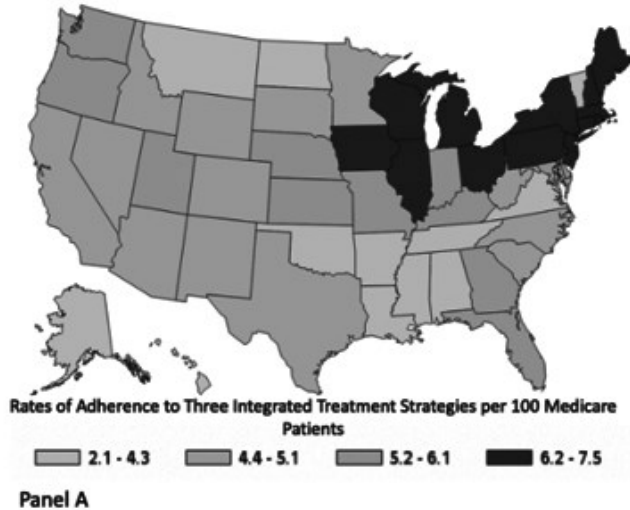 Rates of Adherence to Three Integrated Treatment Strategies per 100 Medicare
Patients
2.1 - 4.3 4.4 - 5.1 5.2 - 6.1 6.2 - 7.5
Panel A